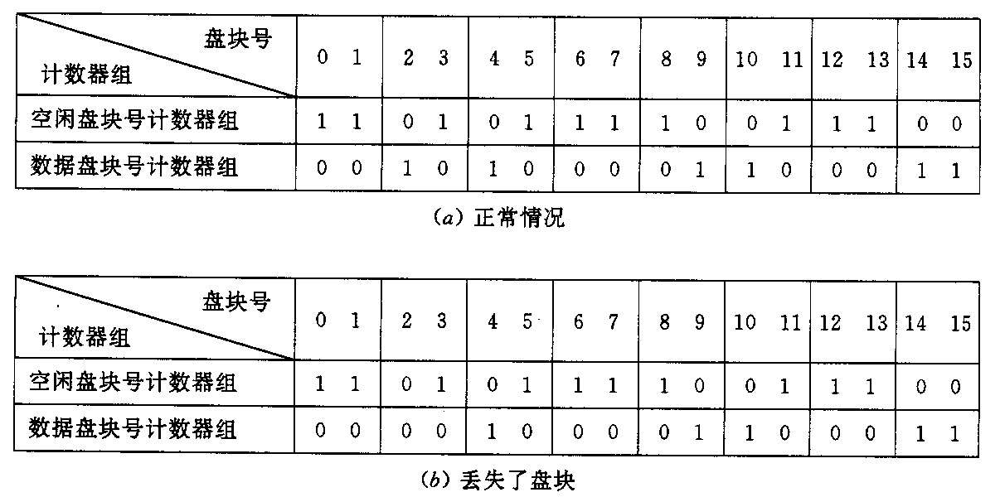 盘块号
计数器组
0 1 2 3 4 5 6 7 8 9 10 11 12 13 14 15
空闲盘块号计数器组 1 1 0 1 0 1 1 1 1 0 0 1 1 1 0 0
数据盘块号计数器组 0 0 1 0 1 0 0 0 0 1 1 0 0 0 1 1
(a) 正常情况
盘块号
计数器组
0 1 2 3 4 5 6 7 8 9 10 11 12 13 14 15
空闲盘块号计数器组 1 1 0 1 0 1 1 1 1 0 0 1 1 1 0 0
数据盘块号计数器组 0 0 0 0 1 0 0 0 0 1 1 0 0 0 1 1
(b) 丢失了盘块